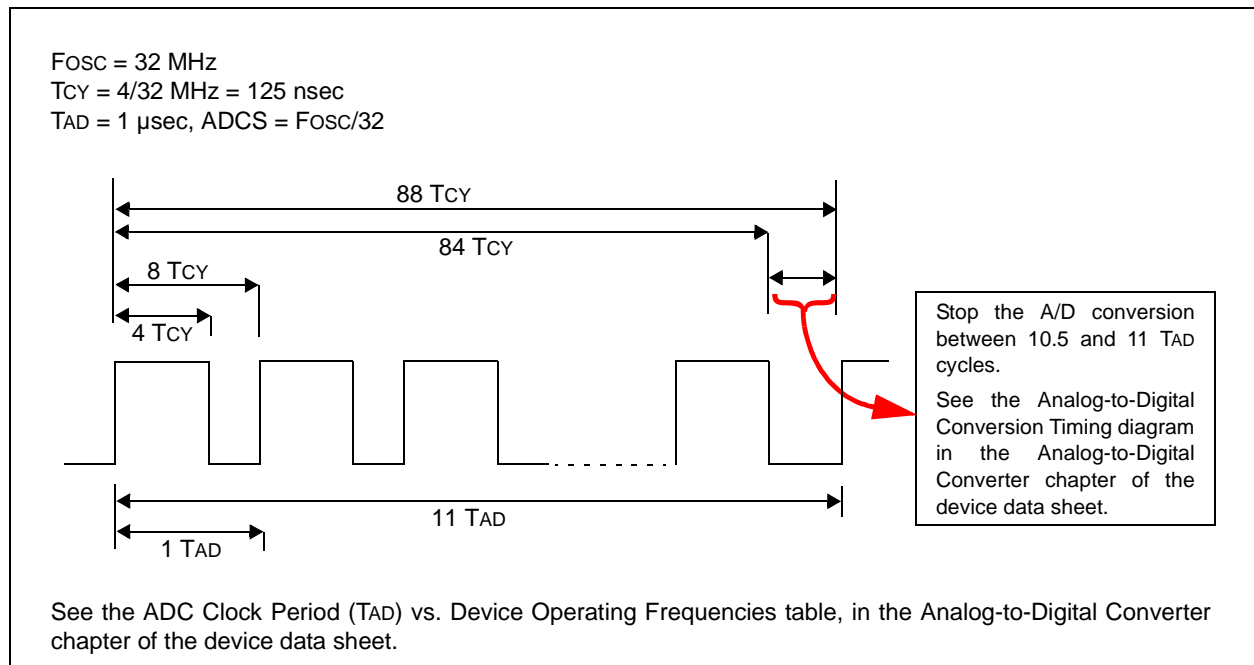 FOSC = 32 MHz
TCY = 4/32 MHz = 125 nsec
TAD = 1 µsec, ADCS = FOSC/32
88 TCY
84 TCY
8 TCY
4 TCY
Stop the A/D conversion
between 10.5 and 11 TAD
cycles.
See the Analog-to-Digital
Conversion Timing diagram
in the Analog-to-Digital
Converter chapter of the
device data sheet.
11 TAD
1 TAD
See the ADC Clock Period (TAD) vs. Device Operating Frequencies table, in the Analog-to-Digital Converter
chapter of the device data sheet.